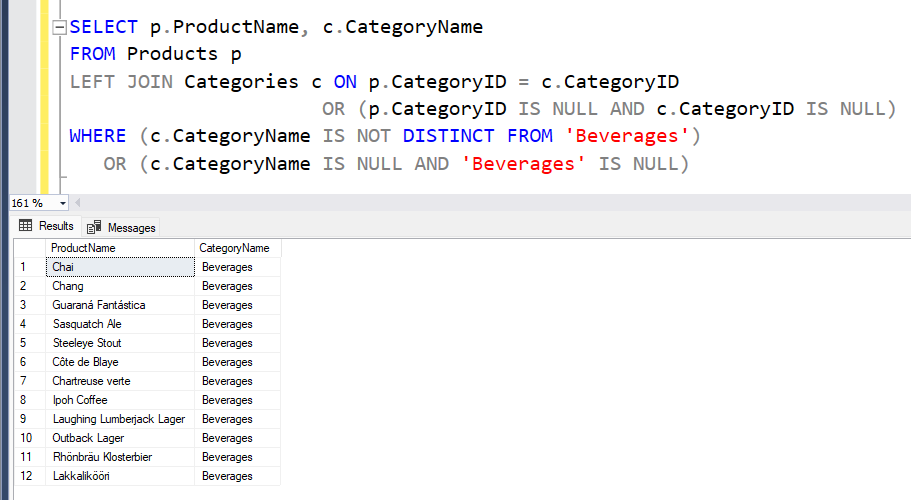 SELECT p.ProductName, c.CategoryName
FROM Products p
LEFT JOIN Categories c ON p.CategoryID = c.CategoryID
OR (p.CategoryID IS NULL AND c.CategoryID IS NULL)
WHERE (c.CategoryName IS NOT DISTINCT FROM 'Beverages')
OR (c.CategoryName IS NULL AND 'Beverages' IS NULL)
161 %
Results Messages
ProductName CategoryName
1 Chai Beverages
2 Chang Beverages
3 Guaraná Fantástica Beverages
4 Sasquatch Ale Beverages
5 Steeleye Stout Beverages
6 Côte de Blaye Beverages
7 Chartreuse verte Beverages
8 Ipoh Coffee Beverages
9 Laughing Lumberjack Lager Beverages
10 Outback Lager Beverages
11 Rhönbräu Klosterbier Beverages
12 Lakkalikööri Beverages